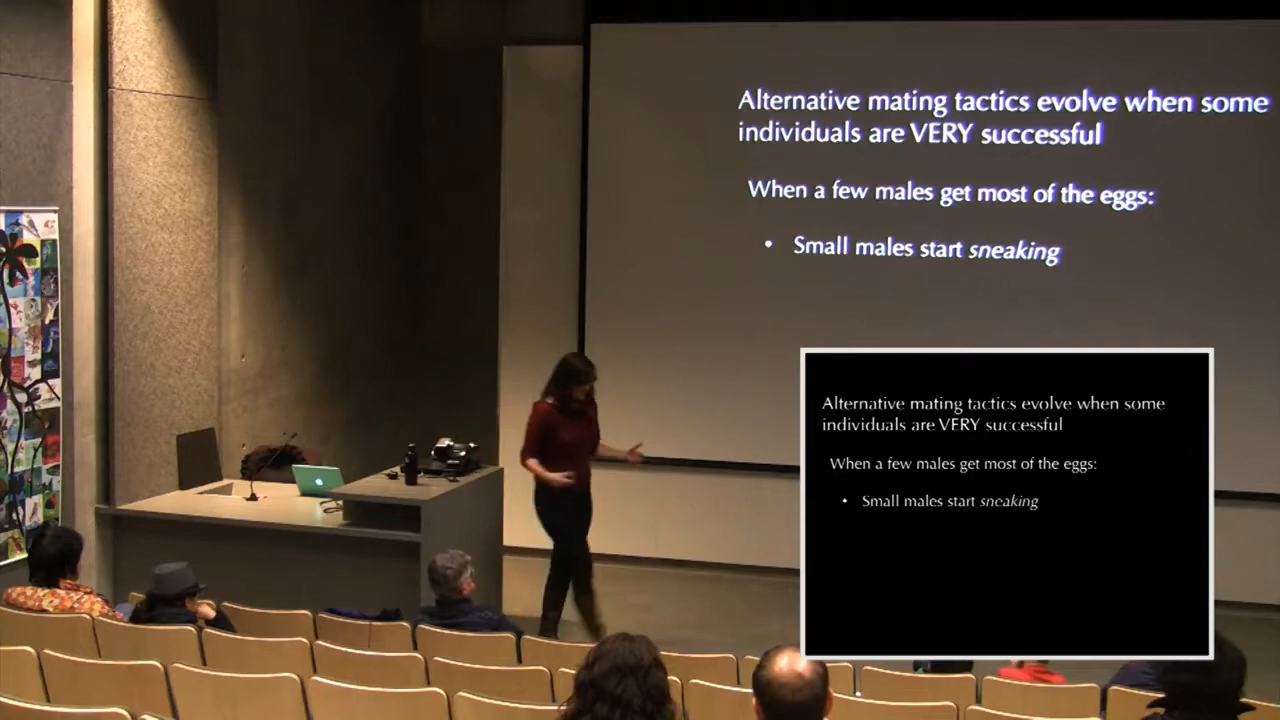 Alternative mating tactics evolve when some
individuals are VERY successful
When a few males get most of the eggs:
• Small males start sneaking
Alternative mating tactics evolve when some
individuals are VERY successful
When a few males get most of the eggs:
• Small males start sneaking